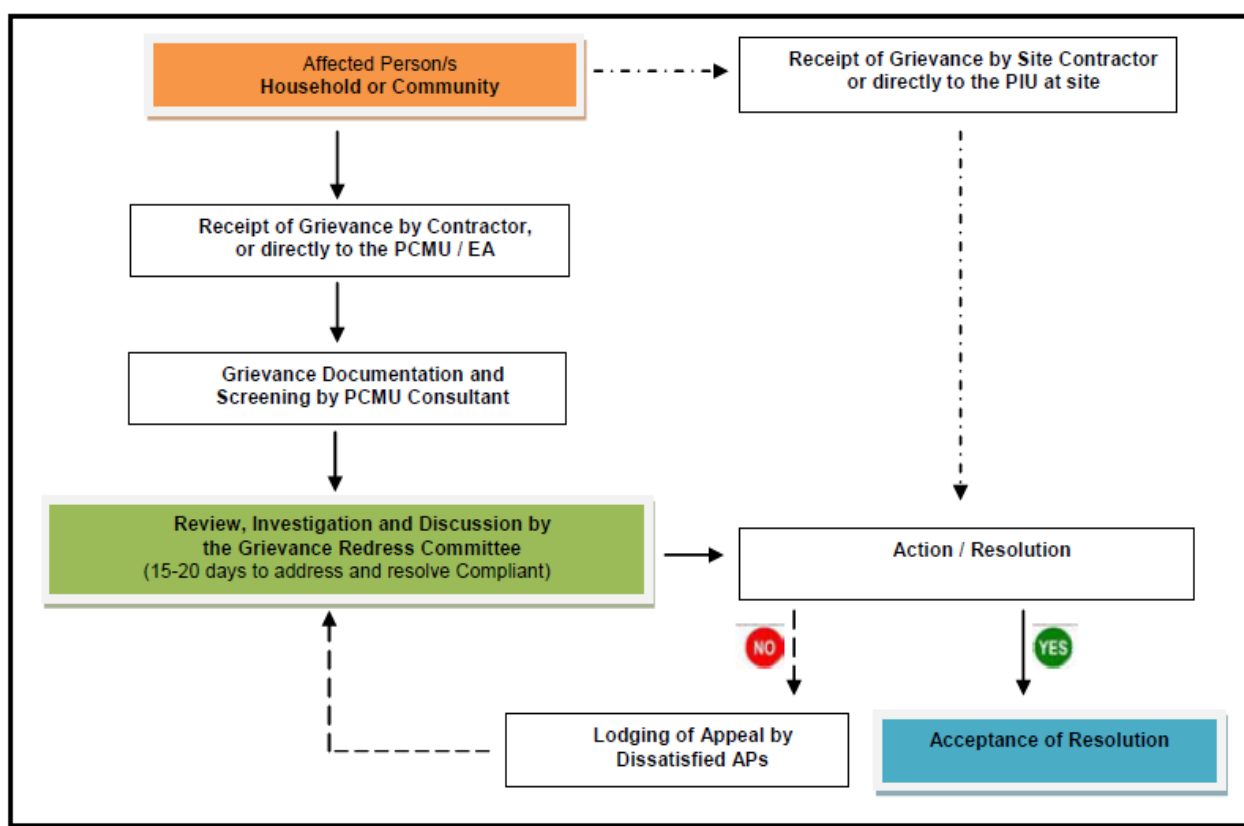 Affected Person/s
Household or Community
Receipt of Grievance by Site Contractor
or directly to the PIU at site
Receipt of Grievance by Contractor,
or directly to the PCMU / EA
Grievance Documentation and
Screening by PCMU Consultant
Review, Investigation and Discussion by
the Grievance Redress Committee
(15-20 days to address and resolve Compliant)
Action / Resolution
NO
YES
Lodging of Appeal by
Dissatisfied APs
Acceptance of Resolution